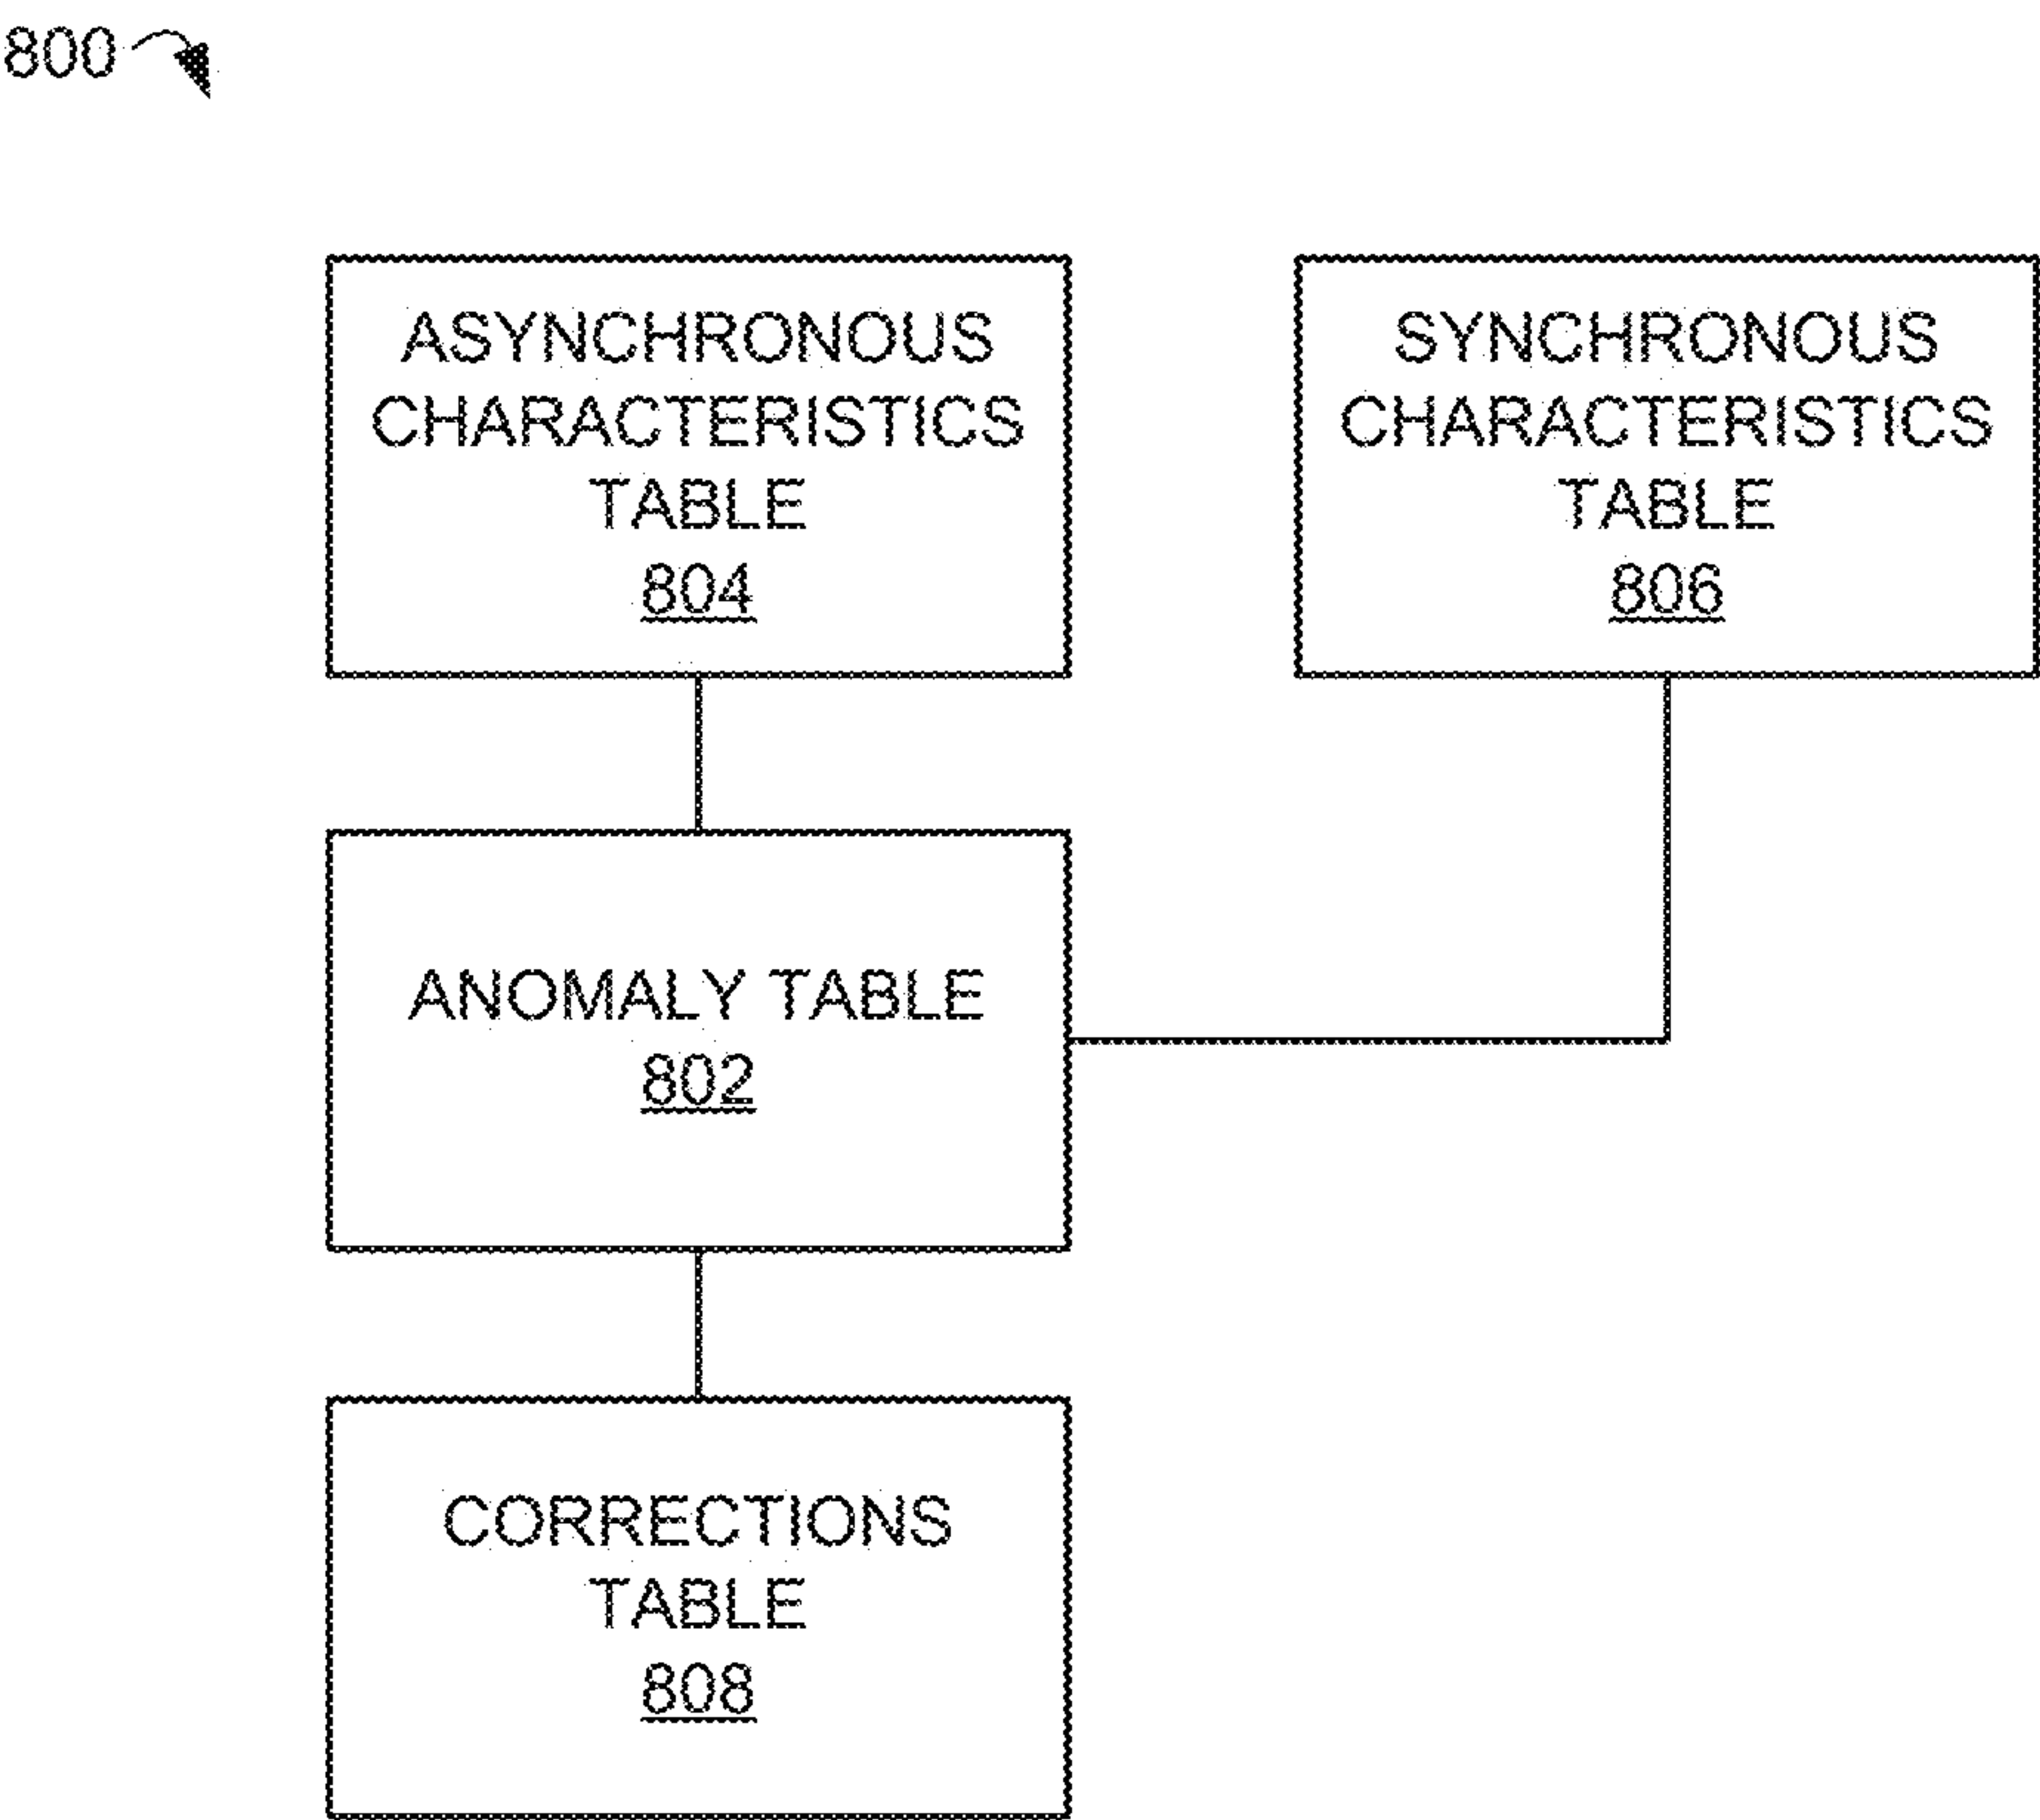 800
ASYNCHRONOUS
CHARACTERISTICS
TABLE
804
SYNCHRONOUS
CHARACTERISTICS
TABLE
806
ANOMALY TABLE
802
CORRECTIONS
TABLE
808